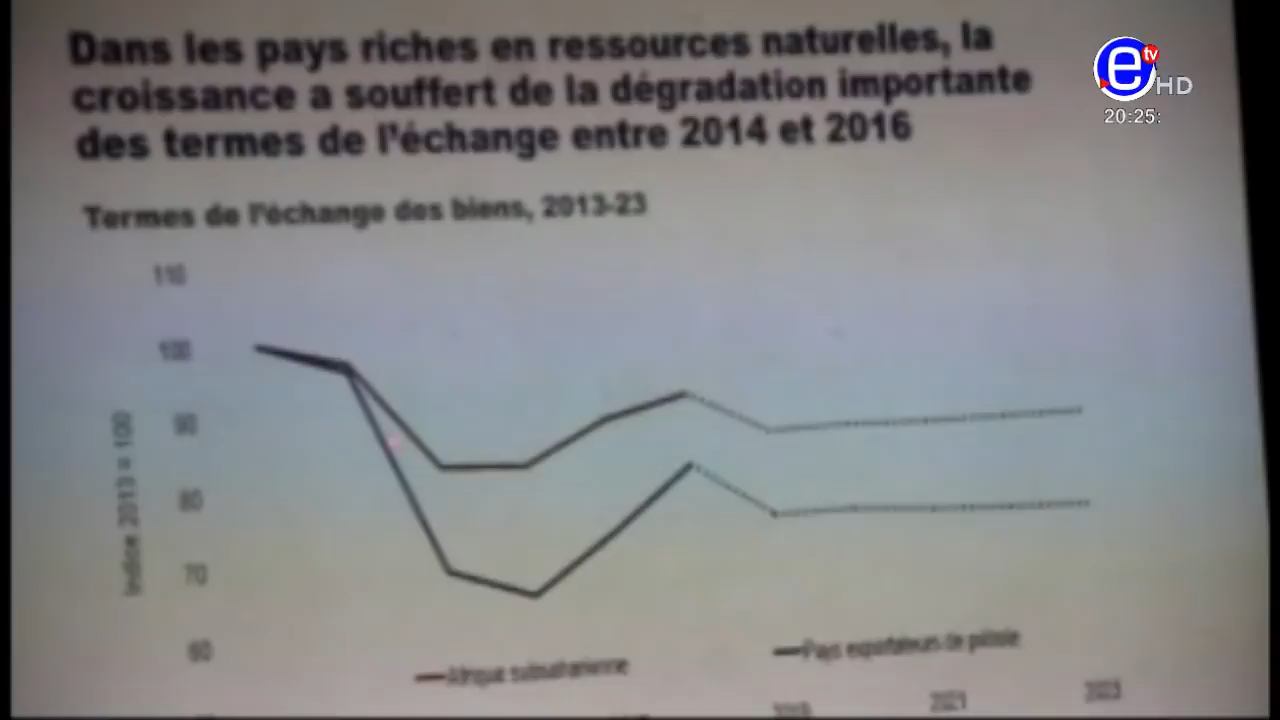 Dans les pays riches en ressources naturelles, la
croissance a souffert de la dégradation importante
des termes de l'échange entre 2014 et 2016
e tv HD
20:25:
Termes de l'échange des biens, 2013-23
110
100
90
80
70
60
Indice 2013 = 100
Afrique subsaharienne
Pays exportateurs de pétrole
2019
2021
2023